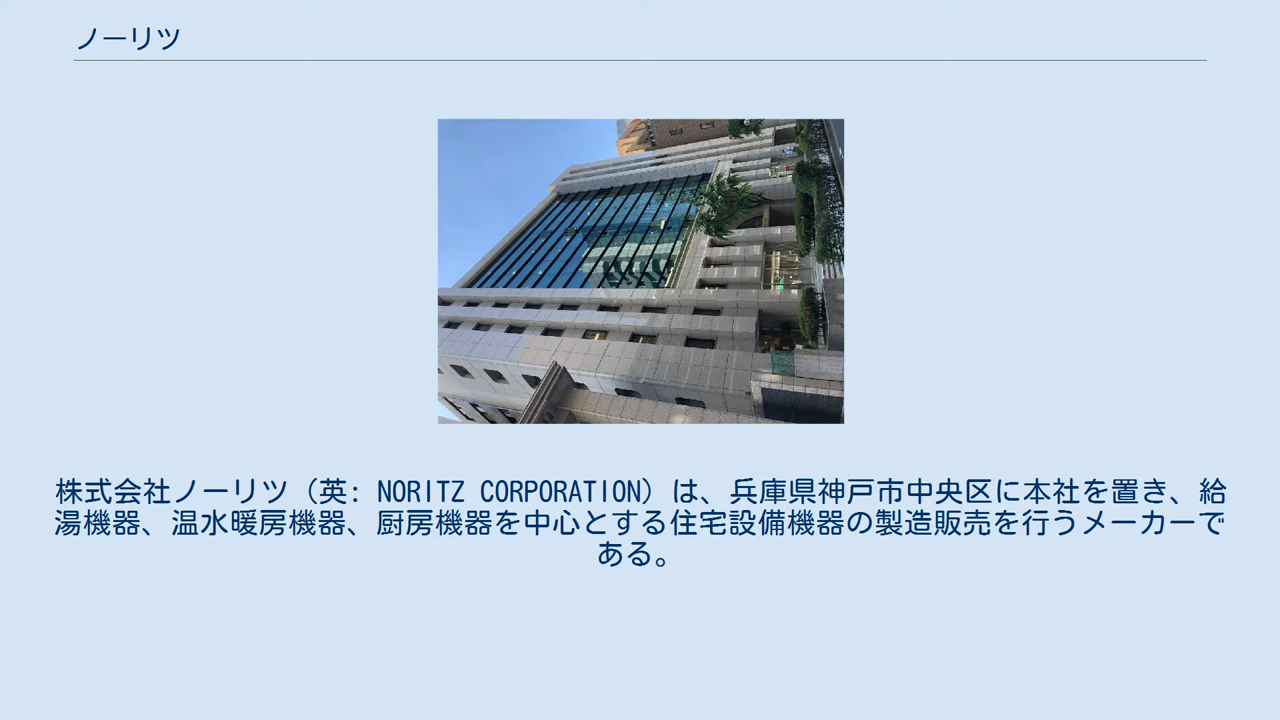 ノーリツ
株式会社ノーリツ（英: NORITZ CORPORATION）は、兵庫県神戸市中央区に本社を置き、給
湯機器、温水暖房機器、厨房機器を中心とする住宅設備機器の製造販売を行うメーカーで
ある。